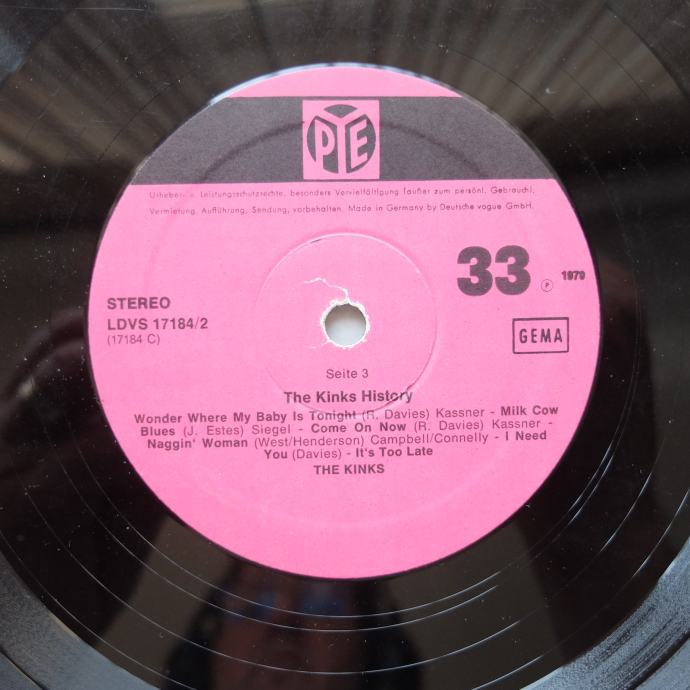 PYE
Urheber- u. Leistungsschutzrechte, besonders Vervielfältigung (außer zum persönl. Gebrauch),
Vermietung, Aufführung, Sendung, vorbehalten. Made in Germany by Deutsche vogue GmbH.
33
℗ 1979
STEREO
LDVS 17184/2
(17184 C)
GEMA
Seite 3
The Kinks History
Wonder Where My Baby Is Tonight (R. Davies) Kassner - Milk Cow
Blues (J. Estes) Siegel - Come On Now (R. Davies) Kassner -
Naggin' Woman (West/Henderson) Campbell/Connelly - I Need
You (Davies) - It's Too Late
THE KINKS